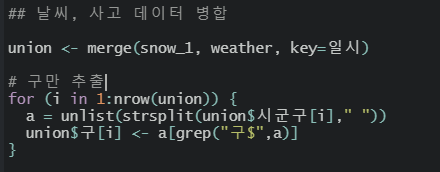 ## 날씨, 사고 데이터 병합
union <- merge(snow_1, weather, key=일시)
# 구만 추출
for (i in 1:nrow(union)) {
a = unlist(strsplit(union$시군구[i]," "))
union$구[i] <- a[grep("구$",a)]
}